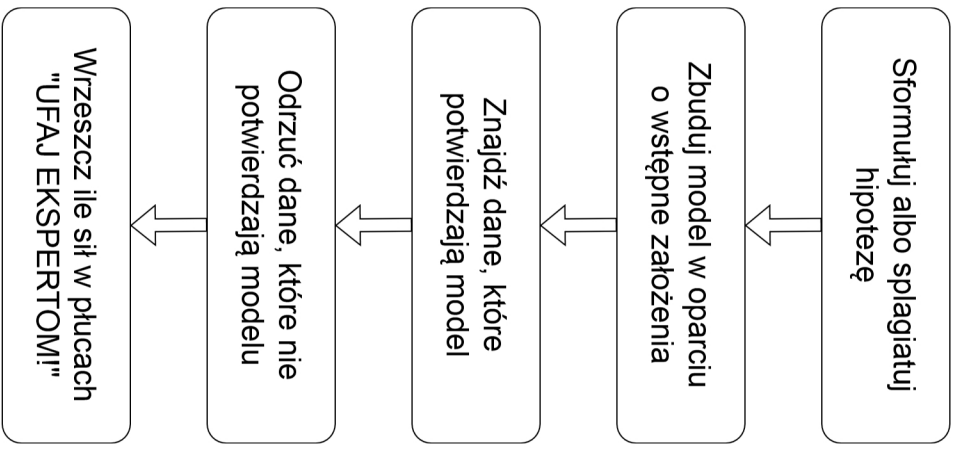 Sformułuj albo splagiatuj
hipotezę
Zbuduj model w oparciu
o wstępne założenia
Znajdź dane, które
potwierdzają model
Odrzuć dane, które nie
potwierdzają modelu
Wrzeszcz ile sił w płucach
"UFAJ EKSPERTOM!"